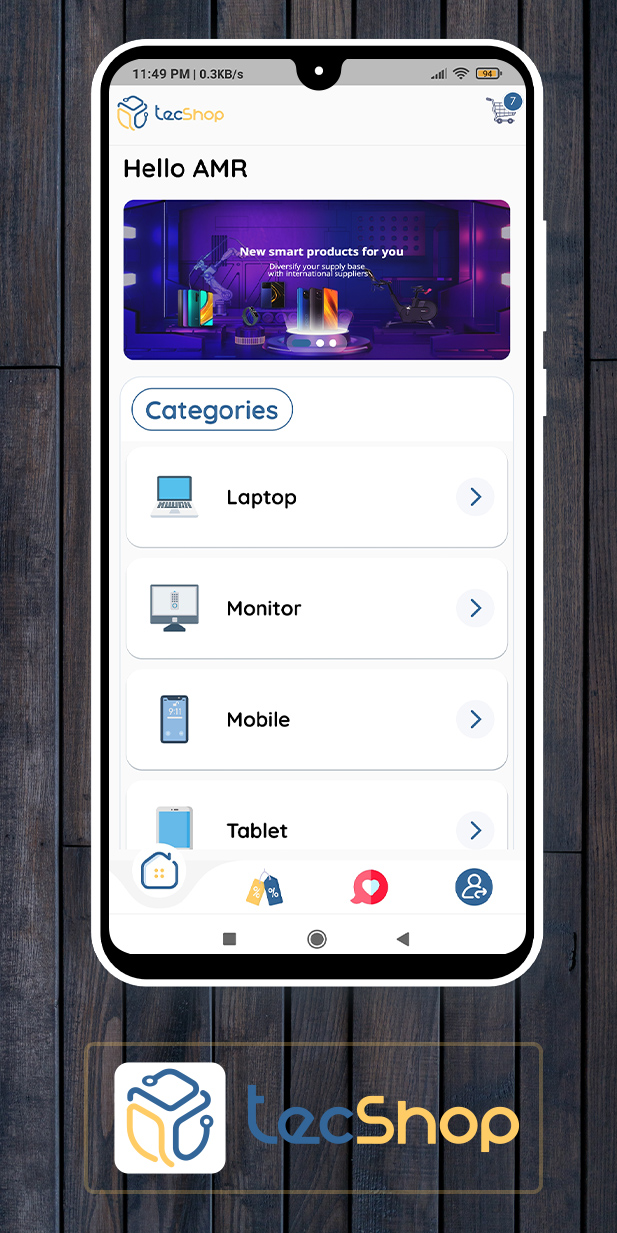 11:49 PM | 0.3KB/s
94
tecShop
7
Hello AMR
New smart products for you
Diversify your supply base
with international suppliers
Categories
Laptop
Monitor
9:11
Mobile
Tablet
%
%
tecShop